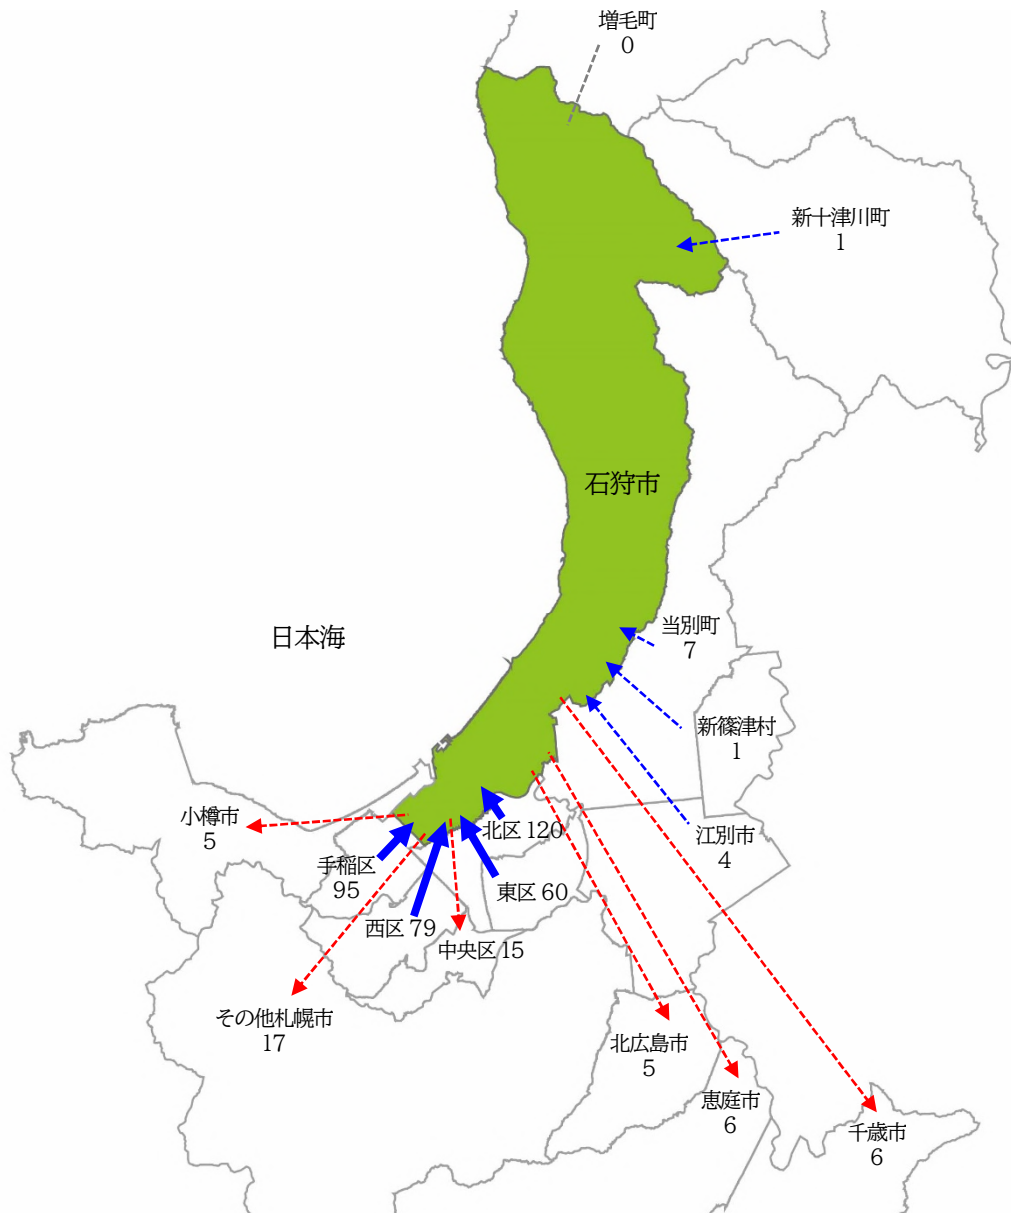 増毛町
0
新十津川町
1
石狩市
日本海
当別町
7
新篠津村
1
小樽市
5
北区 120
江別市
4
手稲区
95
東区 60
西区 79
中央区 15
その他札幌市
17
北広島市
5
恵庭市
6
千歳市
6